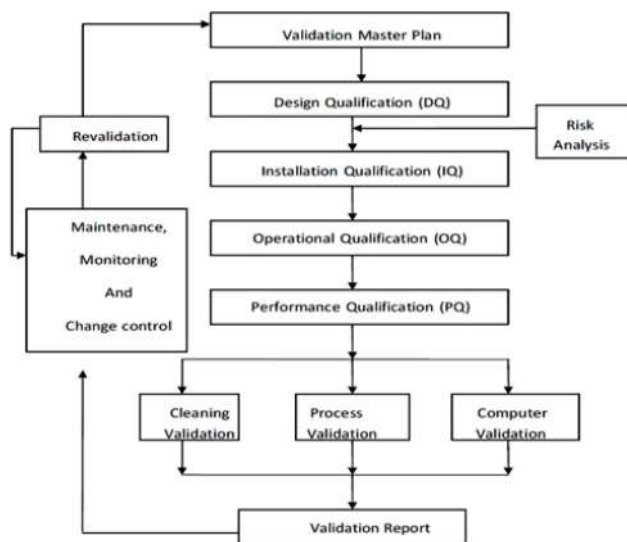 Validation Master Plan
Design Qualification (DQ)
Risk
Analysis
Revalidation
Installation Qualification (IQ)
Maintenance,
Monitoring
And
Change control
Operational Qualification (OQ)
Performance Qualification (PQ)
Cleaning
Validation
Process
Validation
Computer
Validation
Validation Report